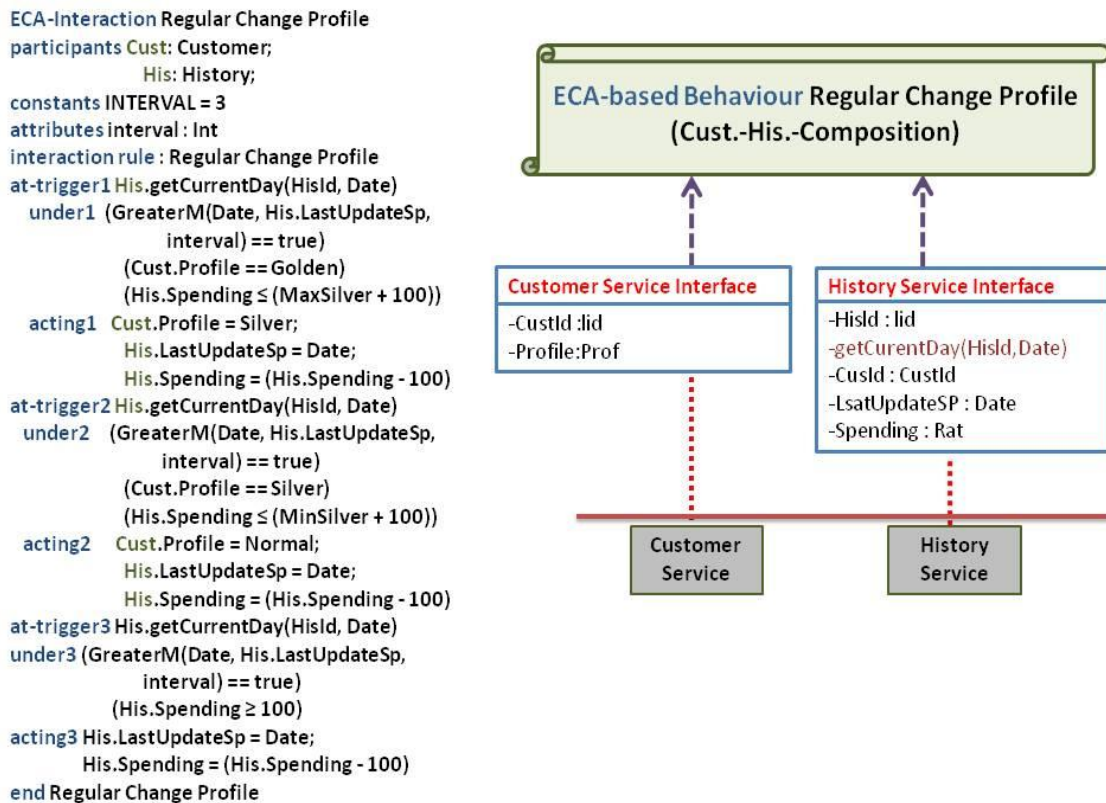 ECA-Interaction Regular Change Profile
participants Cust: Customer;
His: History;
constants INTERVAL = 3
attributes interval : Int
interaction rule : Regular Change Profile
at-trigger1 His.getCurrentDay(HisId, Date)
under1 (GreaterM(Date, His.LastUpdateSp,
interval) == true)
(Cust.Profile == Golden)
(His.Spending ≤ (MaxSilver + 100))
acting1 Cust.Profile = Silver;
His.LastUpdateSp = Date;
His.Spending = (His.Spending - 100)
at-trigger2 His.getCurrentDay(HisId, Date)
under2 (GreaterM(Date, His.LastUpdateSp,
interval) == true)
(Cust.Profile == Silver)
(His.Spending ≤ (MinSilver + 100))
acting2 Cust.Profile = Normal;
His.LastUpdateSp = Date;
His.Spending = (His.Spending - 100)
at-trigger3 His.getCurrentDay(HisId, Date)
under3 (GreaterM(Date, His.LastUpdateSp,
interval) == true)
(His.Spending ≥ 100)
acting3 His.LastUpdateSp = Date;
His.Spending = (His.Spending - 100)
end Regular Change Profile
ECA-based Behaviour Regular Change Profile
(Cust.-His.-Composition)
Customer Service Interface
-CustId :Iid
-Profile:Prof
History Service Interface
-HisId : Iid
-getCurentDay(HisId,Date)
-CusId : CustId
-LsatUpdateSP : Date
-Spending : Rat
Customer
Service
History
Service